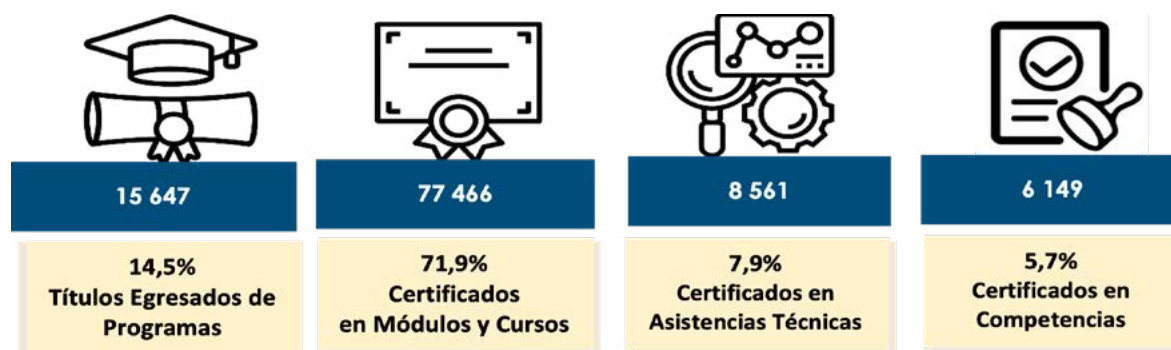 15 647
14,5%
Títulos Egresados de
Programas
77 466
71,9%
Certificados
en Módulos y Cursos
8 561
7,9%
Certificados en
Asistencias Técnicas
6 149
5,7%
Certificados en
Competencias